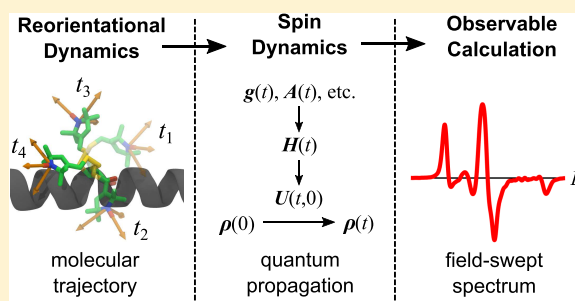 Reorientational
Dynamics
Spin
Dynamics
Observable
Calculation
t3
t4
t1
t2
g(t), A(t), etc.
H(t)
U(t,0)
ρ(0)
ρ(t)
molecular
trajectory
quantum
propagation
field-swept
spectrum